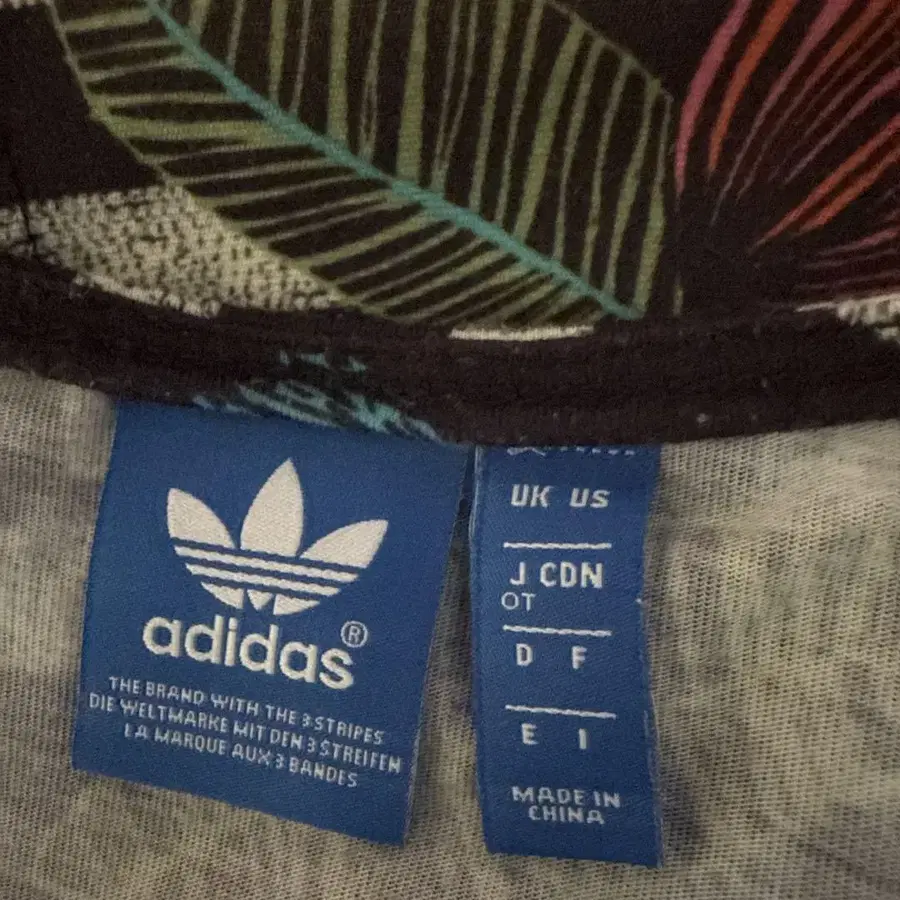 adidas®
THE BRAND WITH THE 3 STRIPES
DIE WELTMARKE MIT DEN 3 STREIFEN
LA MARQUE AUX 3 BANDES
UK US
J CDN
OT
D F
E I
MADE IN
CHINA